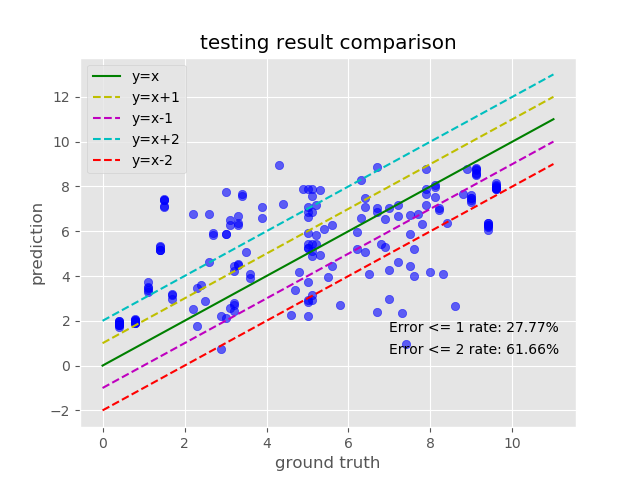 testing result comparison
y=x
y=x+1
y=x-1
y=x+2
y=x-2
12
10
8
6
4
2
0
−2
prediction
Error <= 1 rate: 27.77%
Error <= 2 rate: 61.66%
0
2
4
6
8
10
ground truth